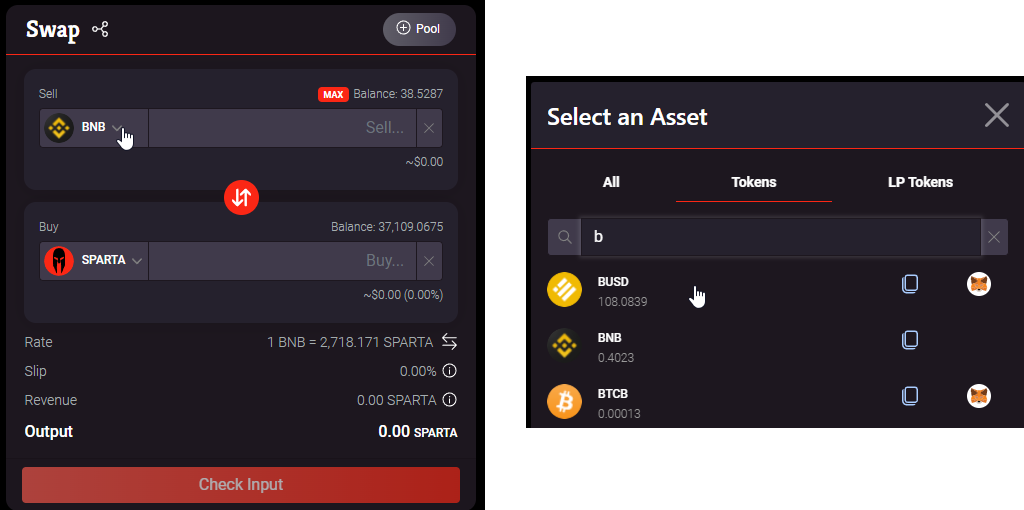 Swap
Pool
Sell
MAX Balance: 38.5287
BNB
Sell...
~$0.00
Buy
Balance: 37,109.0675
SPARTA
Buy...
~$0.00 (0.00%)
Rate
1 BNB = 2,718.171 SPARTA
Slip
0.00%
Revenue
0.00 SPARTA
Output
0.00 SPARTA
Check Input
Select an Asset
All
Tokens
LP Tokens
b
BUSD
108.0839
BNB
0.4023
BTCB
0.00013